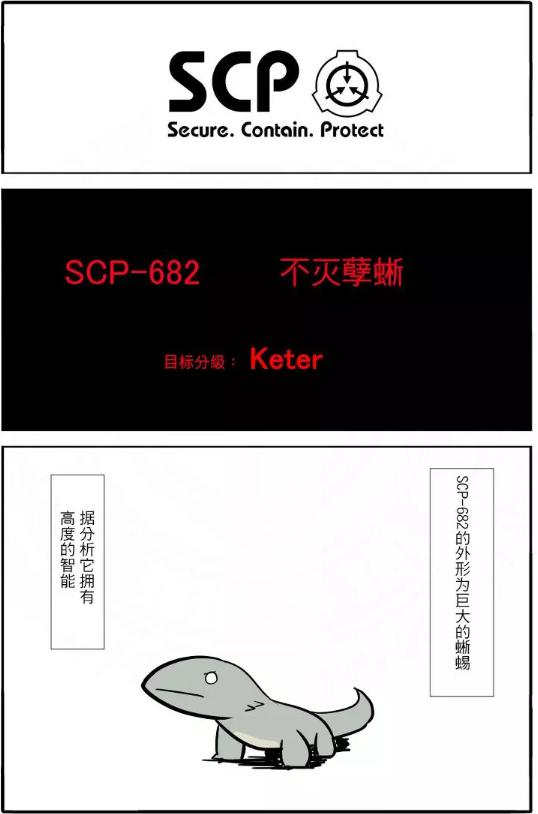 SCP
Secure. Contain. Protect
SCP-682 不灭孽蜥
目标分级： Keter
SCP-682的外形为巨大的蜥蜴
据分析它拥有
高度的智能